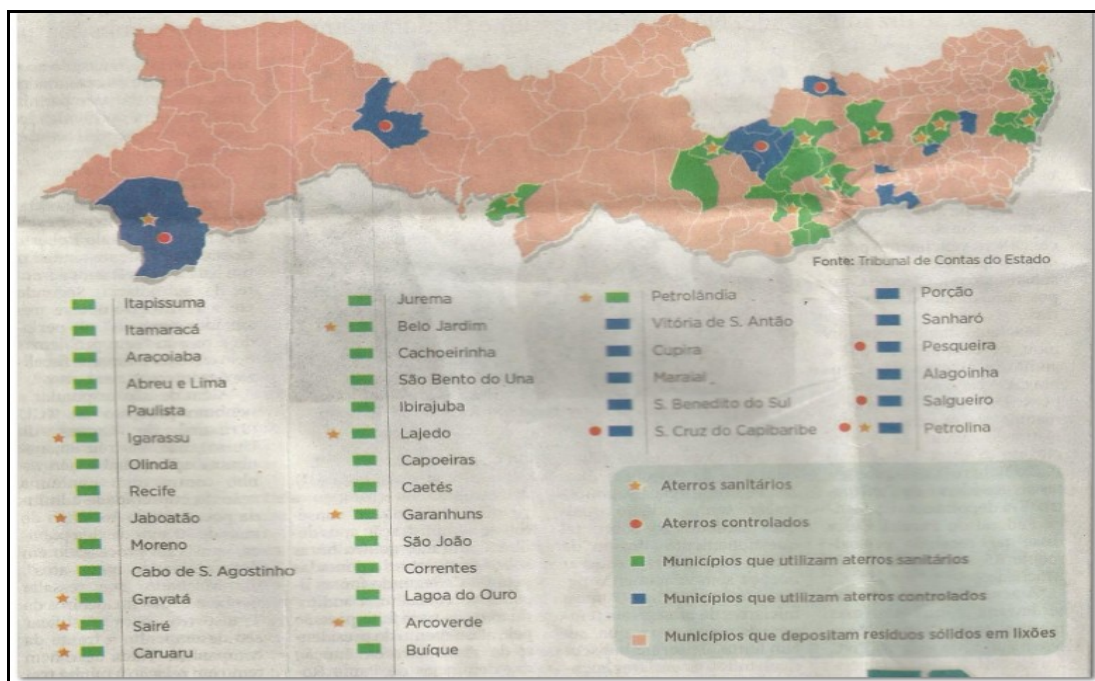 Fonte: Tribunal de Contas do Estado
Itapissuma
Itamaracá
Araçoiaba
Abreu e Lima
Paulista
Igarassu
Olinda
Recife
Jaboatão
Moreno
Cabo de S. Agostinho
Gravatá
Sairé
Caruaru
Jurema
Belo Jardim
Cachoeirinha
São Bento do Una
Ibirajuba
Lajedo
Capoeiras
Caetés
Garanhuns
São João
Correntes
Lagoa do Ouro
Arcoverde
Buíque
Petrolândia
Vitória de S. Antão
Cupira
Maraial
S. Benedito do Sul
S. Cruz do Capibaribe
Porção
Sanharó
Pesqueira
Alagoinha
Salgueiro
Petrolina
Aterros sanitários
Aterros controlados
Municípios que utilizam aterros sanitários
Municípios que utilizam aterros controlados
Municípios que depositam resíduos sólidos em lixões